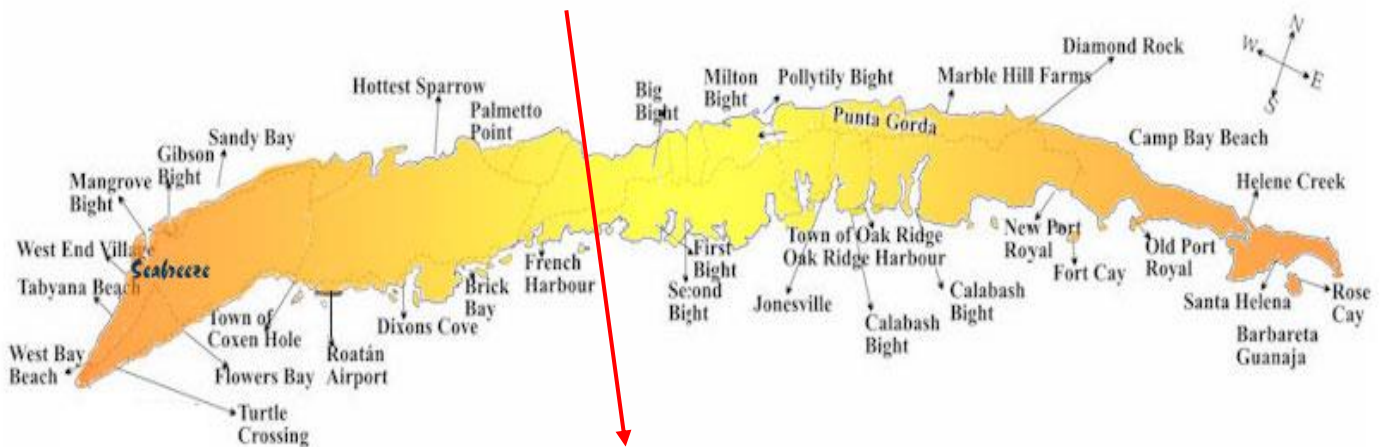 N
W
E
S
Diamond Rock
Hottest Sparrow
Palmetto
Point
Big
Bight
Milton
Bight
Pollytily Bight
Marble Hill Farms
Punta Gorda
Camp Bay Beach
Sandy Bay
Gibson
Bight
Mangrove
Bight
West End Village
Seabreeze
Tabyana Beach
West Bay
Beach
Town of
Coxen Hole
Flowers Bay
Turtle
Crossing
Roatán
Airport
Dixons Cove
Brick
Bay
French
Harbour
First
Bight
Second
Bight
Town of Oak Ridge
Oak Ridge Harbour
Jonesville
Calabash
Bight
Calabash
Bight
New Port
Royal
Fort Cay
Old Port
Royal
Helene Creek
Santa Helena
Rose
Cay
Barbareta
Guanaja